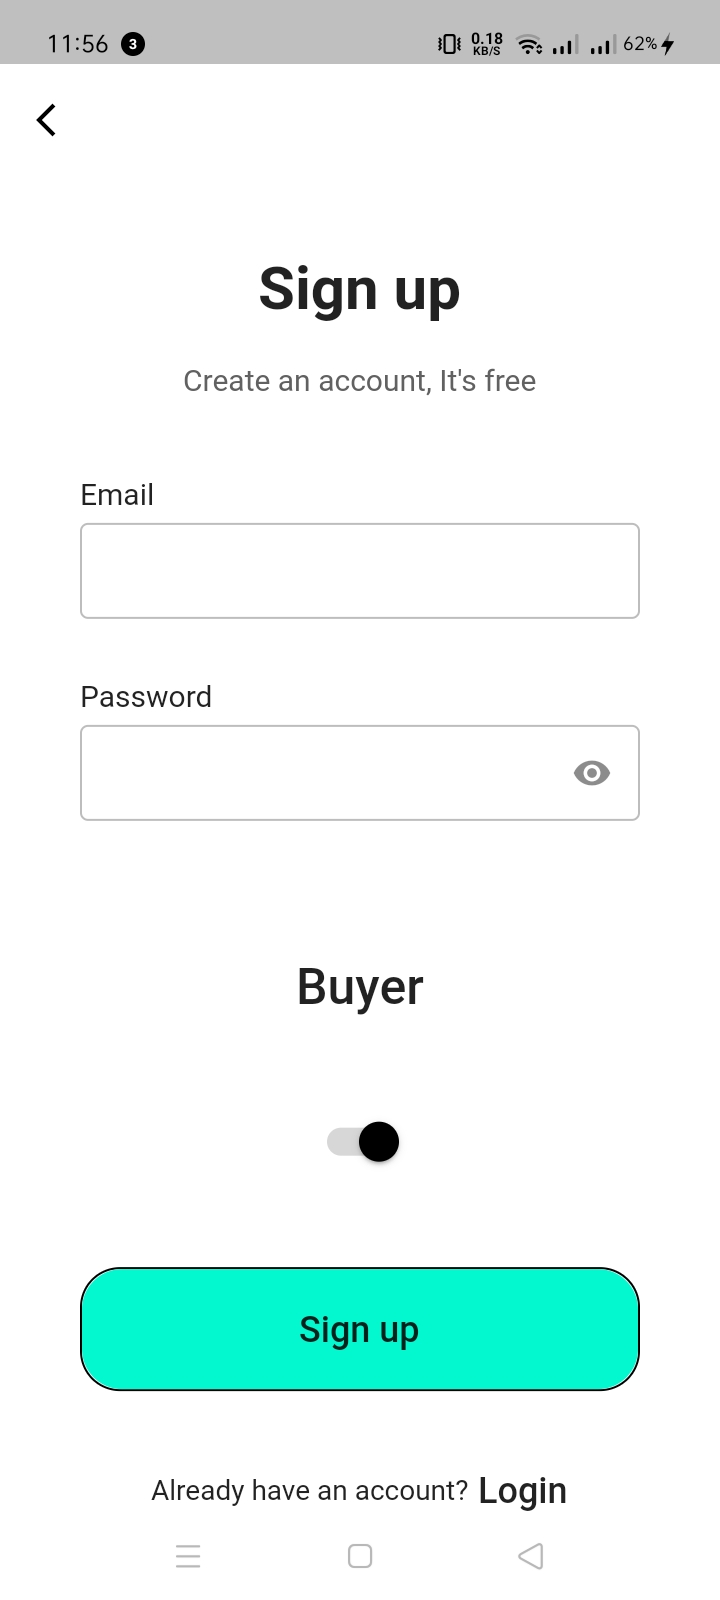 11:56 3 0.18 KB/S 62%
Sign up
Create an account, It's free
Email
Password
Buyer
Sign up
Already have an account? Login